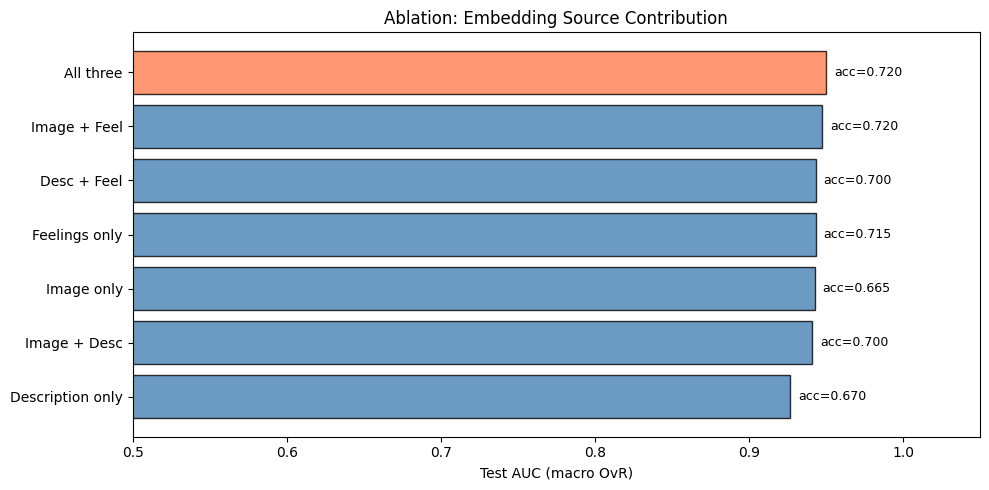 Ablation: Embedding Source Contribution
All three acc=0.720
Image + Feel acc=0.720
Desc + Feel acc=0.700
Feelings only acc=0.715
Image only acc=0.665
Image + Desc acc=0.700
Description only acc=0.670
0.5 0.6 0.7 0.8 0.9 1.0
Test AUC (macro OvR)